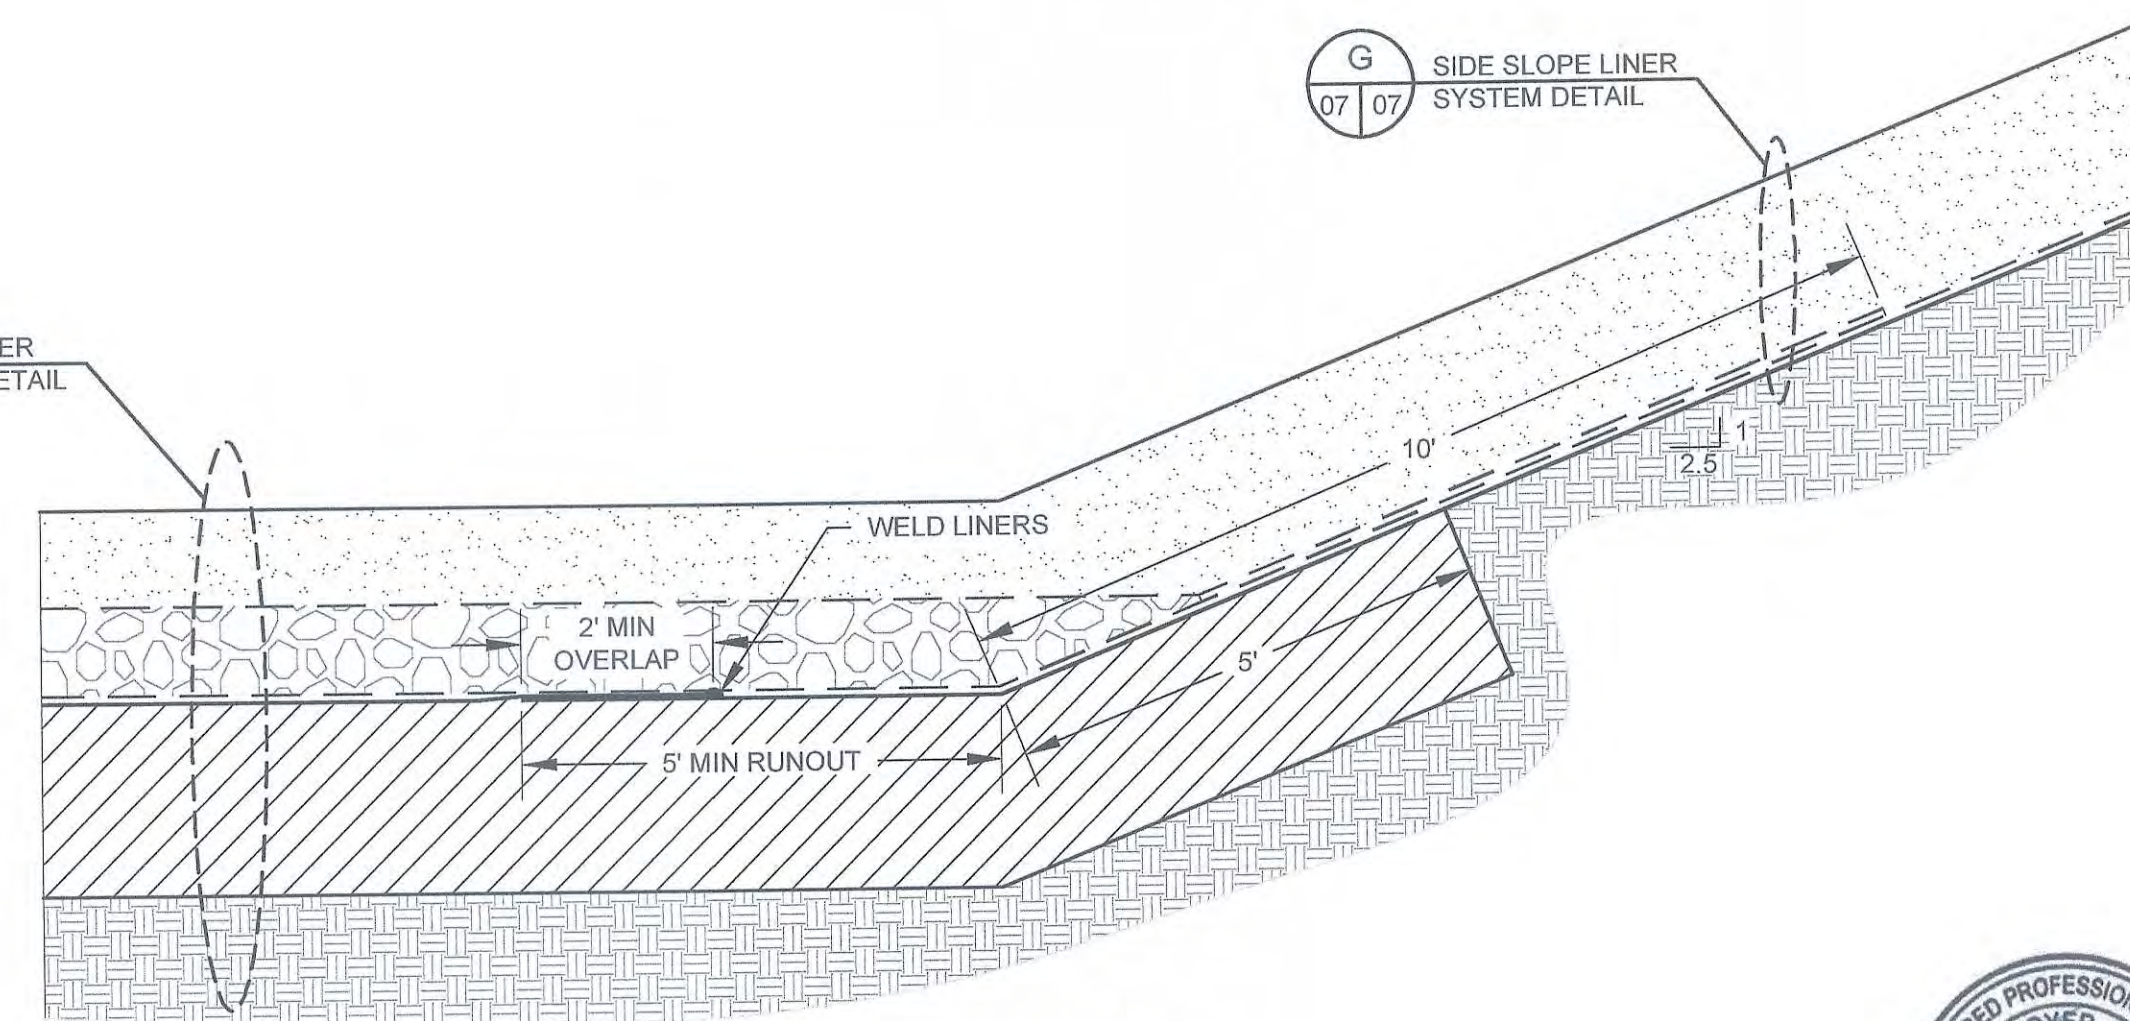 G
07 07
SIDE SLOPE LINER
SYSTEM DETAIL
ER
ETAIL
WELD LINERS
10'
1
2.5
2' MIN
OVERLAP
5'
5' MIN RUNOUT
ED PROFESSIO